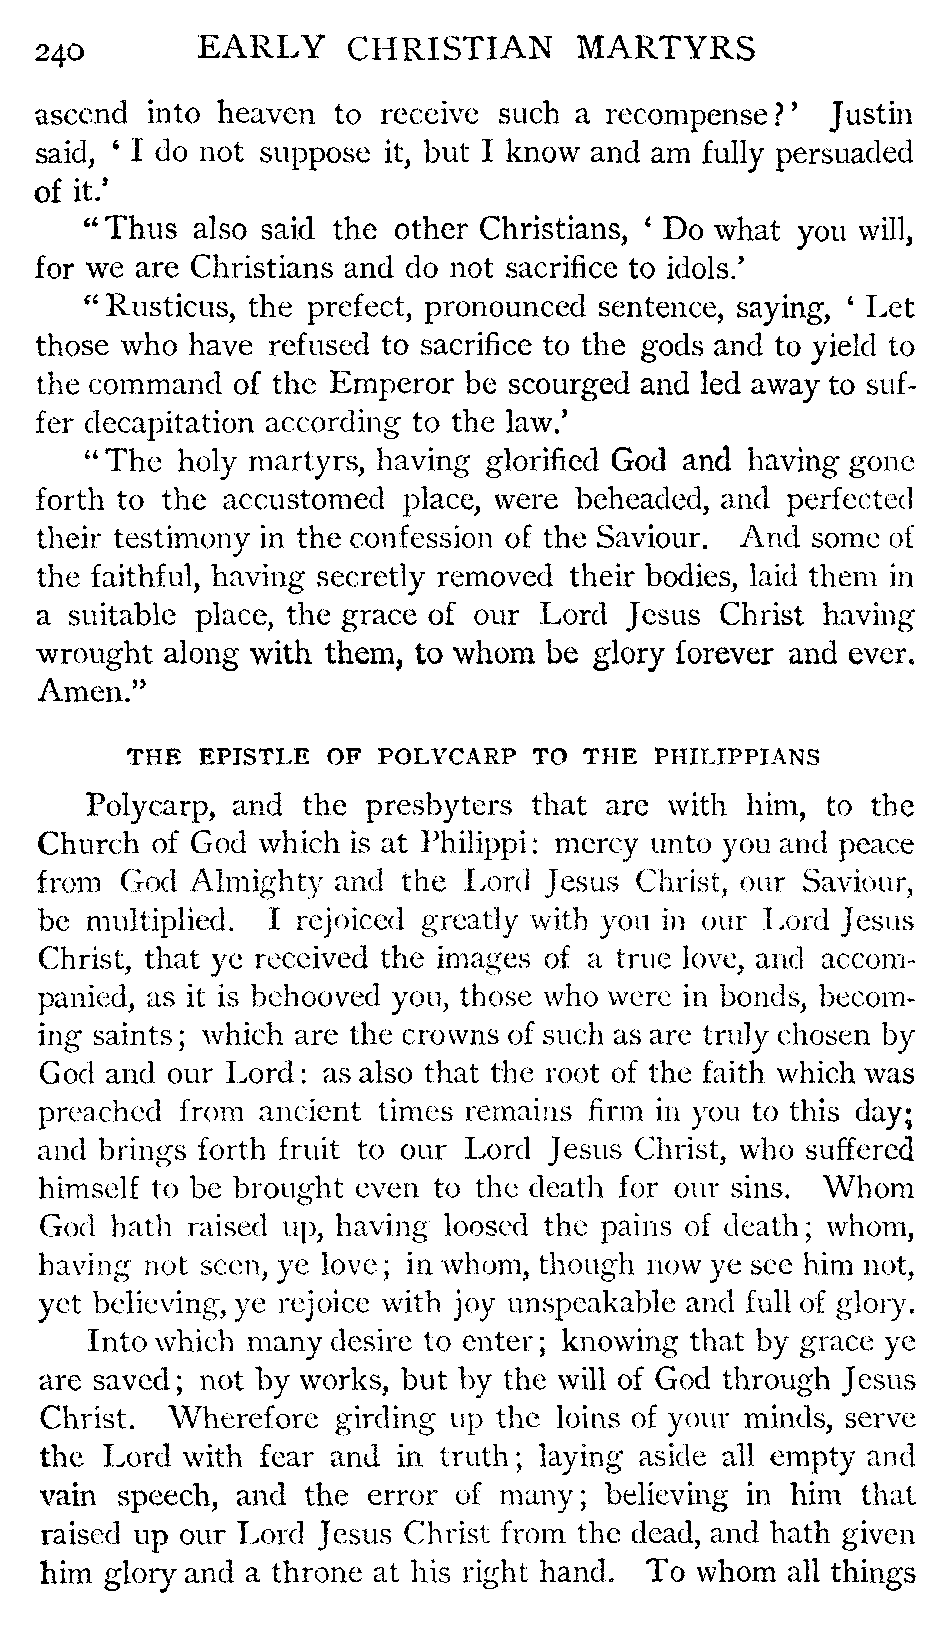 240 EARLY CHRISTIAN MARTYRS
ascend into heaven to receive such a recompense?' Justin
said, ' I do not suppose it, but I know and am fully persuaded
of it.'
"Thus also said the other Christians, ' Do what you will,
for we are Christians and do not sacrifice to idols.'
"Rusticus, the prefect, pronounced sentence, saying, ' Let
those who have refused to sacrifice to the gods and to yield to
the command of the Emperor be scourged and led away to suf-
fer decapitation according to the law.'
"The holy martyrs, having glorified God and having gone
forth to the accustomed place, were beheaded, and perfected
their testimony in the confession of the Saviour. And some of
the faithful, having secretly removed their bodies, laid them in
a suitable place, the grace of our Lord Jesus Christ having
wrought along with them, to whom be glory forever and ever.
Amen."
THE EPISTLE OF POLYCARP TO THE PHILIPPIANS
Polycarp, and the presbyters that are with him, to the
Church of God which is at Philippi: mercy unto you and peace
from God Almighty and the Lord Jesus Christ, our Saviour,
be multiplied. I rejoiced greatly with you in our Lord Jesus
Christ, that ye received the images of a true love, and accom-
panied, as it is behooved you, those who were in bonds, becom-
ing saints; which are the crowns of such as are truly chosen by
God and our Lord: as also that the root of the faith which was
preached from ancient times remains firm in you to this day;
and brings forth fruit to our Lord Jesus Christ, who suffered
himself to be brought even to the death for our sins. Whom
God hath raised up, having loosed the pains of death; whom,
having not seen, ye love; in whom, though now ye see him not,
yet believing, ye rejoice with joy unspeakable and full of glory.
Into which many desire to enter; knowing that by grace ye
are saved; not by works, but by the will of God through Jesus
Christ. Wherefore girding up the loins of your minds, serve
the Lord with fear and in truth; laying aside all empty and
vain speech, and the error of many; believing in him that
raised up our Lord Jesus Christ from the dead, and hath given
him glory and a throne at his right hand. To whom all things